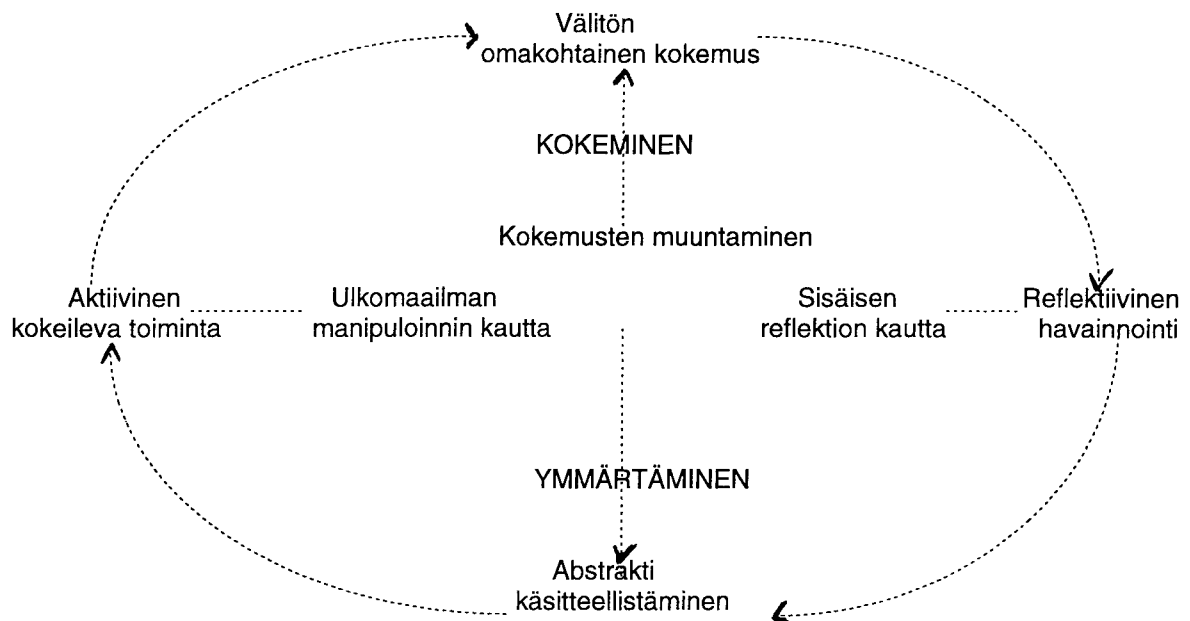 Välitön
omakohtainen kokemus
KOKEMINEN
Kokemusten muuntaminen
Aktiivinen
kokeileva toiminta
Ulkomaailman
manipuloinnin kautta
Sisäisen
reflektion kautta
Reflektiivinen
havainnointi
YMMÄRTÄMINEN
Abstrakti
käsitteellistäminen